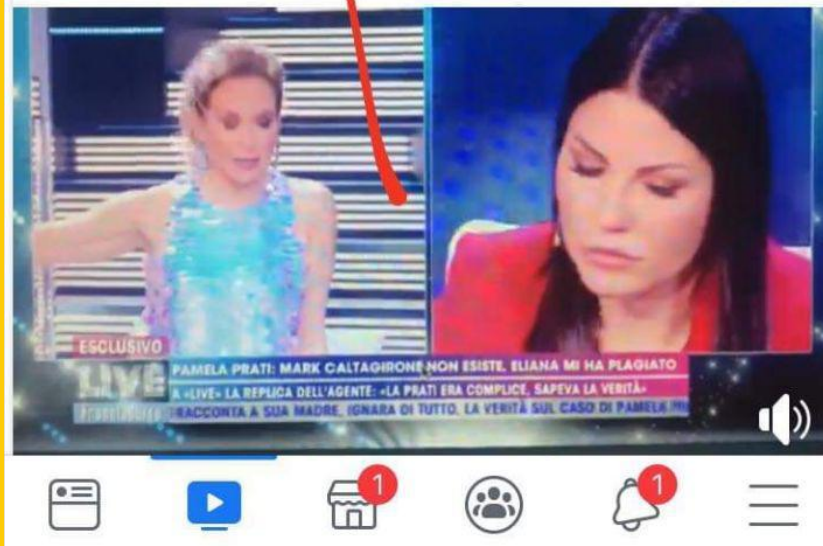 ESCLUSIVO
PAMELA PRATI: MARK CALTAGIRONE NON ESISTE, ELIANA MI HA PLAGIATO
LIVE
A «LIVE» LA REPLICA DELL'AGENTE: «LA PRATI ERA COMPLICE, SAPEVA LA VERITÀ»
RACCONTA A SUA MADRE, IGNARA DI TUTTO, LA VERITÀ SUL CASO DI PAMELA
1
1